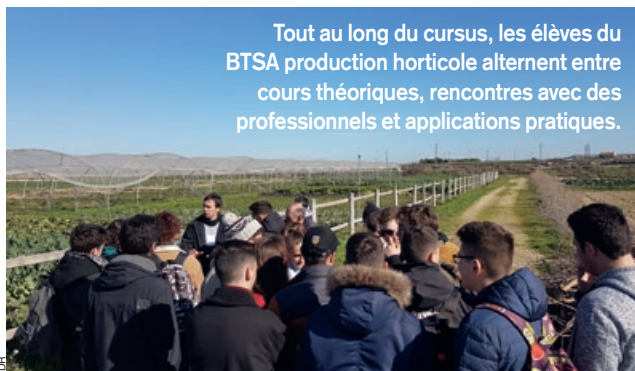 Tout au long du cursus, les élèves du
BTSA production horticole alternent entre
cours théoriques, rencontres avec des
professionnels et applications pratiques.
DR